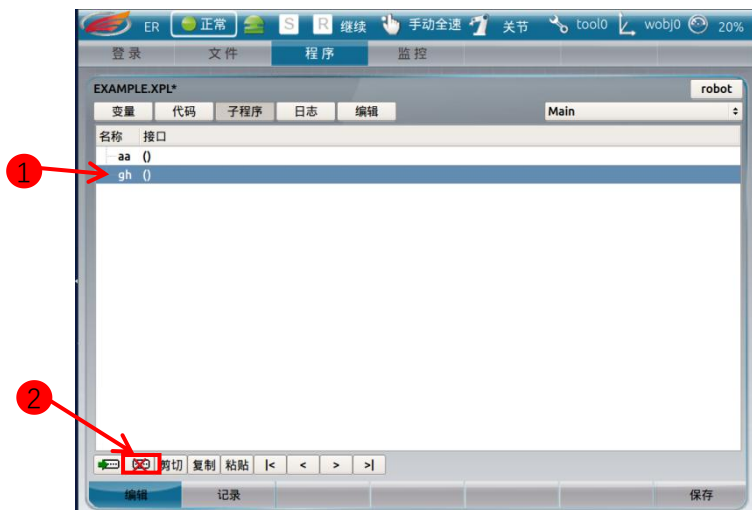 ER 正常 S R 继续 手动全速 关节 tool0 wobj0 20%
登录 文件 程序 监控
EXAMPLE.XPL* robot
变量 代码 子程序 日志 编辑 Main
名称 接口
aa ()
1
gh ()
2
剪切 复制 粘贴 |< < > >|
编辑 记录 保存